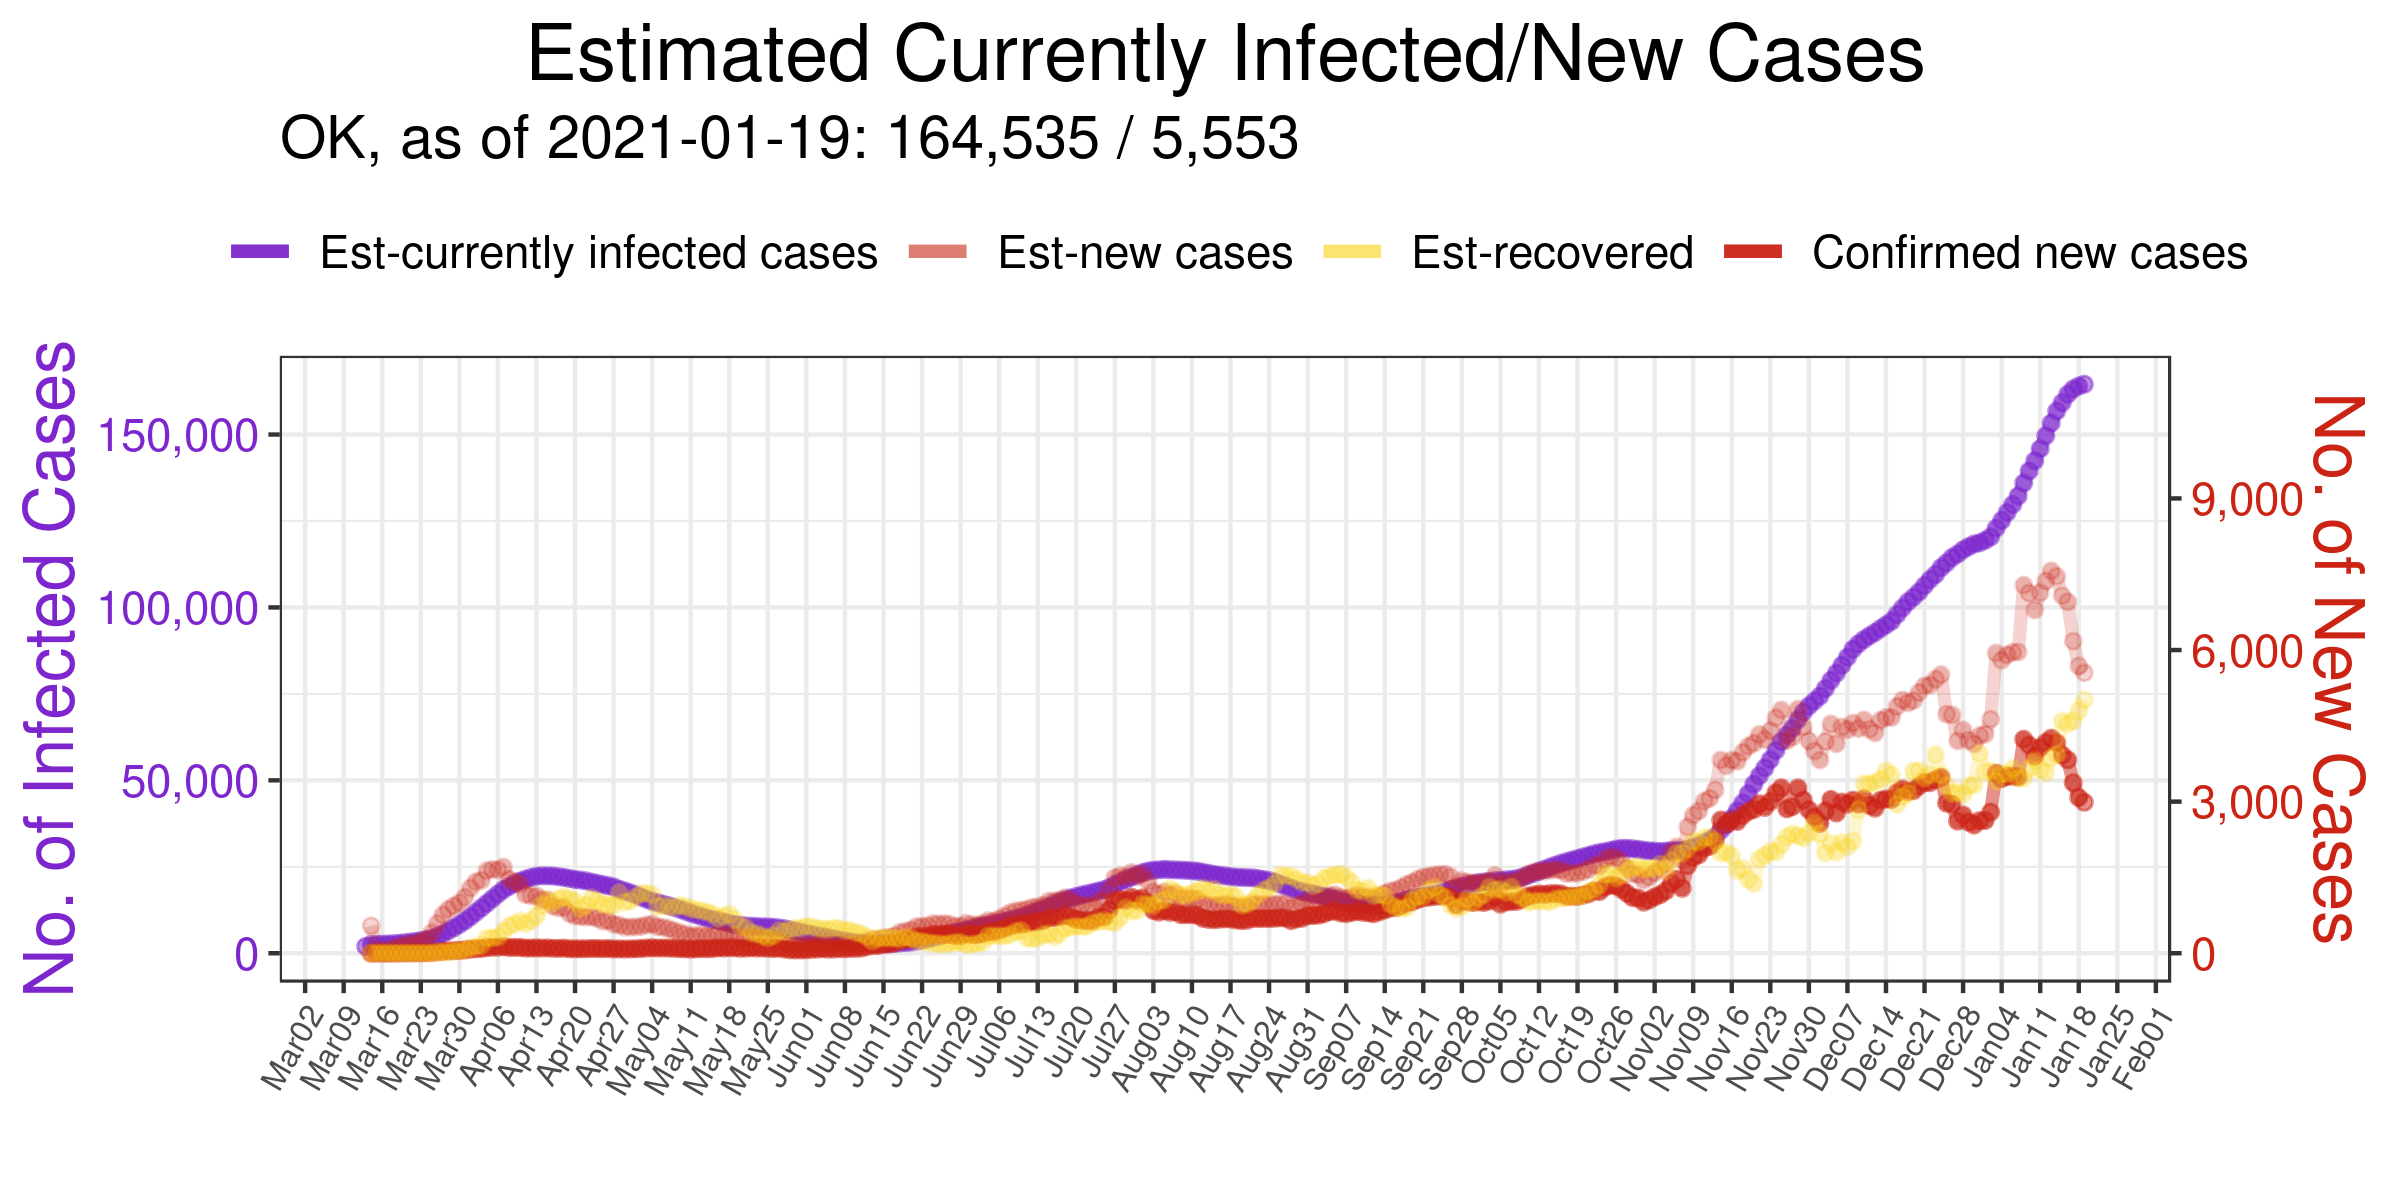 Estimated Currently Infected/New Cases
OK, as of 2021-01-19: 164,535 / 5,553
Est-currently infected cases Est-new cases Est-recovered Confirmed new cases
No. of Infected Cases
150,000
100,000
50,000
0
9,000
6,000
3,000
0
No. of New Cases
Mar02 Mar09 Mar16 Mar23 Mar30 Apr06 Apr13 Apr20 Apr27 May04 May11 May18 May25 Jun01 Jun08 Jun15 Jun22 Jun29 Jul06 Jul13 Jul20 Jul27 Aug03 Aug10 Aug17 Aug24 Aug31 Sep07 Sep14 Sep21 Sep28 Oct05 Oct12 Oct19 Oct26 Nov02 Nov09 Nov16 Nov23 Nov30 Dec07 Dec14 Dec21 Dec28 Jan04 Jan11 Jan18 Jan25 Feb01